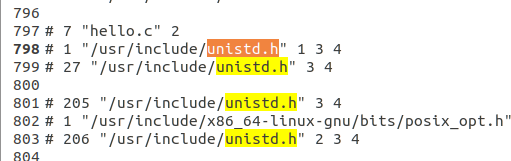 796
797 # 7 "hello.c" 2
798 # 1 "/usr/include/unistd.h" 1 3 4
799 # 27 "/usr/include/unistd.h" 3 4
800
801 # 205 "/usr/include/unistd.h" 3 4
802 # 1 "/usr/include/x86_64-linux-gnu/bits/posix_opt.h"
803 # 206 "/usr/include/unistd.h" 2 3 4
804